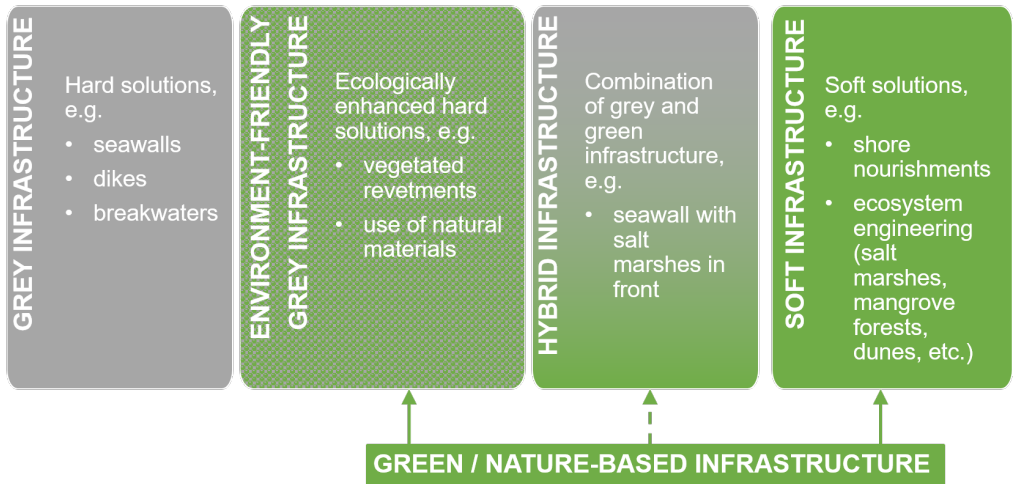 GREY INFRASTRUCTURE
Hard solutions,
e.g.
• seawalls
• dikes
• breakwaters
ENVIRONMENT-FRIENDLY
GREY INFRASTRUCTURE
Ecologically
enhanced hard
solutions, e.g.
• vegetated
revetments
• use of natural
materials
HYBRID INFRASTRUCTURE
Combination
of grey and
green
infrastructure,
e.g.
• seawall with
salt
marshes in
front
SOFT INFRASTRUCTURE
Soft solutions,
e.g.
• shore
nourishments
• ecosystem
engineering
(salt
marshes,
mangrove
forests,
dunes, etc.)
GREEN / NATURE-BASED INFRASTRUCTURE